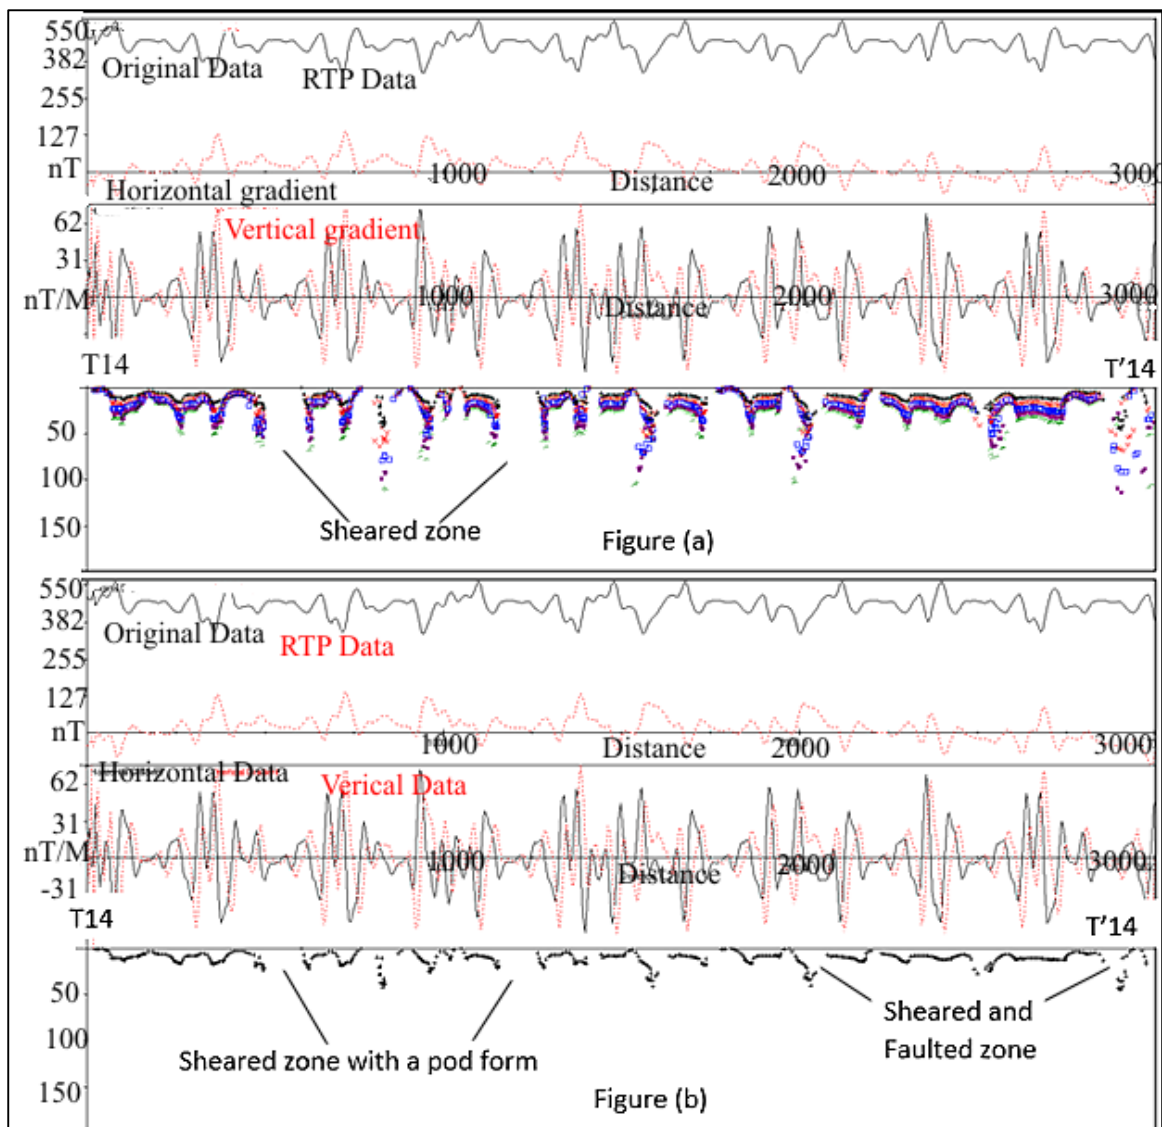 550
Original Data
382
RTP Data
255
127
nT
1000
Distance
2000
3000
Horizontal gradient
62
Vertical gradient
31
nT/M
1000
Distance
2000
3000
T14
T'14
50
100
150
Sheared zone
Figure (a)
550
382
Original Data
RTP Data
255
127
nT
1000
Distance
2000
3000
Horizontal Data
62
Verical Data
31
nT/M
1000
Distance
2000
3000
-31
T14
T'14
50
100
150
Sheared zone with a pod form
Sheared and
Faulted zone
Figure (b)